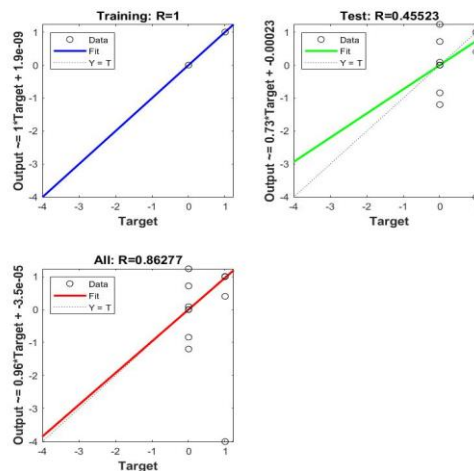 Training: R=1
Output ~= 1*Target + 1.9e-09
1
0
-1
-2
-3
-4
Data
Fit
Y = T
-4 -3 -2 -1 0 1
Target
Test: R=0.45523
Output ~= 0.73*Target + -0.00023
1
0
-1
-2
-3
-4
Data
Fit
Y = T
-4 -3 -2 -1 0
Target
All: R=0.86277
Output ~= 0.96*Target + -3.5e-05
1
0
-1
-2
-3
-4
Data
Fit
Y = T
-4 -3 -2 -1 0 1
Target